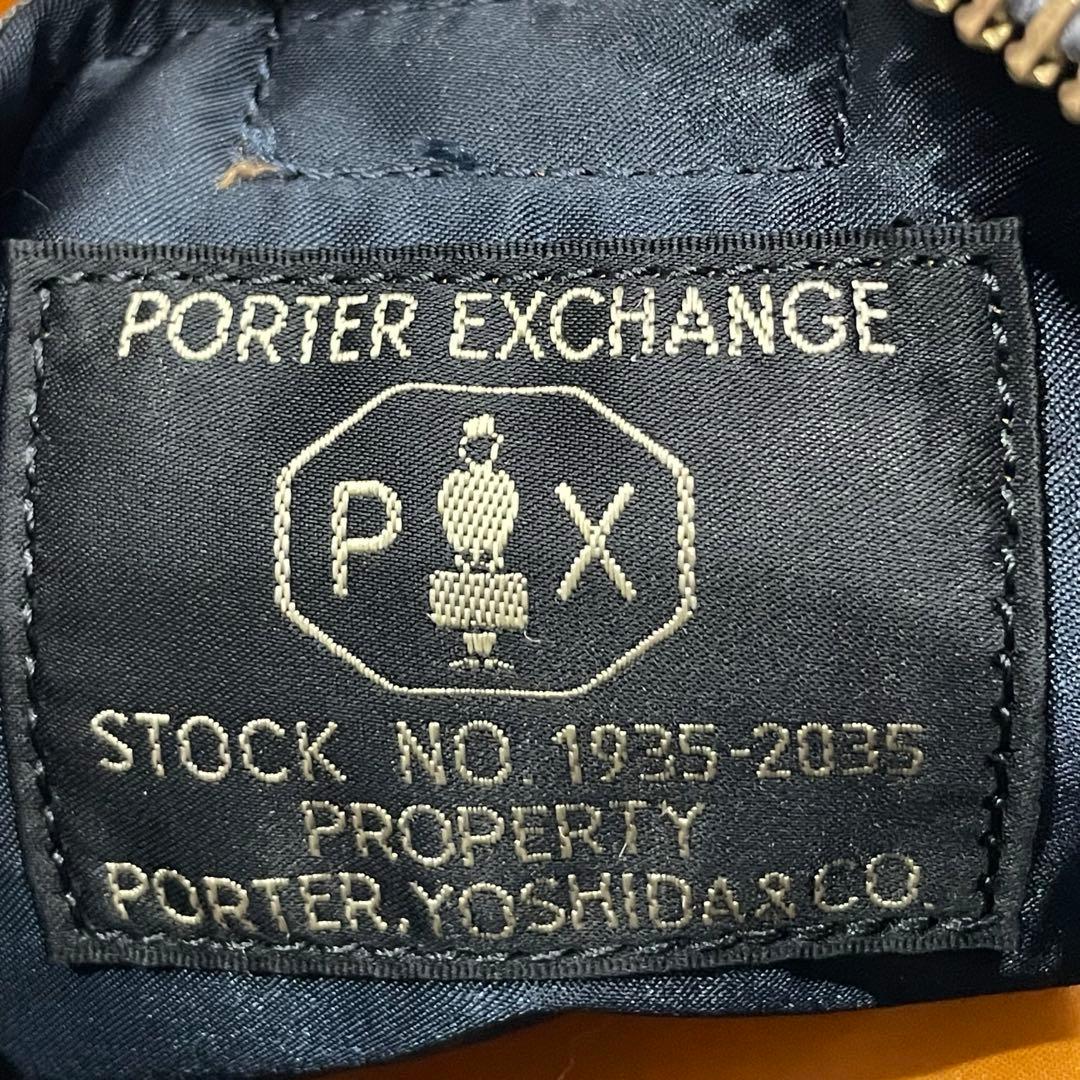 PORTER EXCHANGE
P X
STOCK NO. 1935-2035
PROPERTY
PORTER, YOSHIDA & CO.